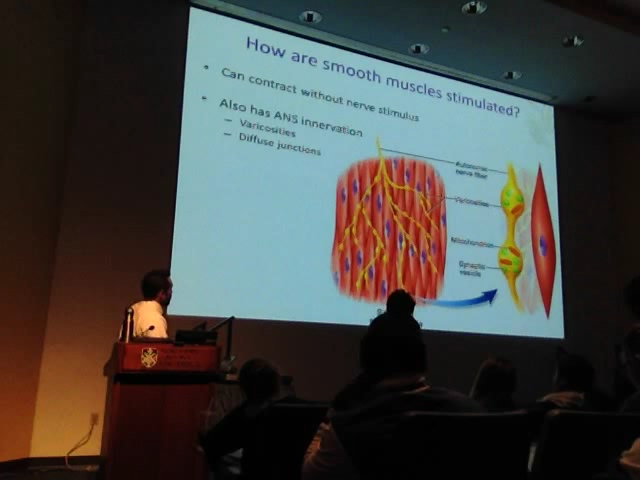 How are smooth muscles stimulated?
• Can contract without nerve stimulus
• Also has ANS innervation
– Varicosities
– Diffuse junctions
Autonomic
nerve fiber
Varicosities
Mitochondrion
Synaptic
vesicle